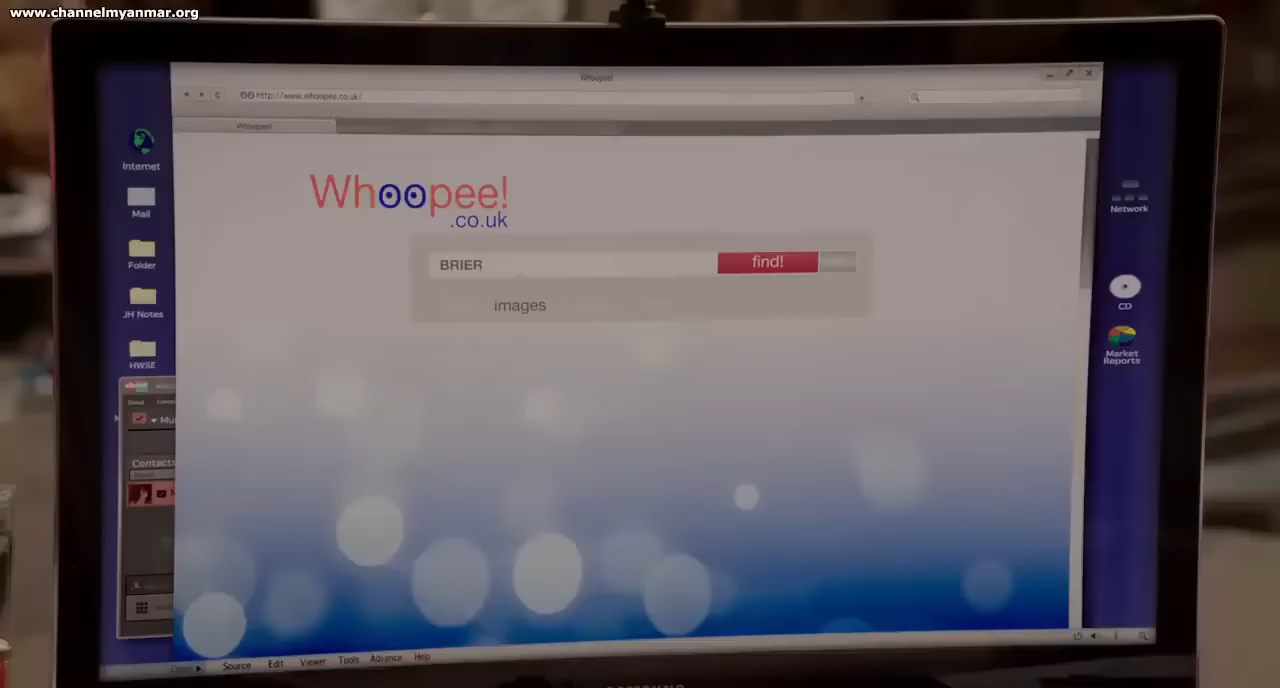 www.channelmyanmar.org
Whoopee!
http://www.whoopee.co.uk/
Whoopee!
Internet
Mail
Folder
JH Notes
HWSE
Whoopee!
.co.uk
BRIER
find!
images
Network
CD
Market
Reports
Contacts
Source Edit Viewer Tools Advance Help